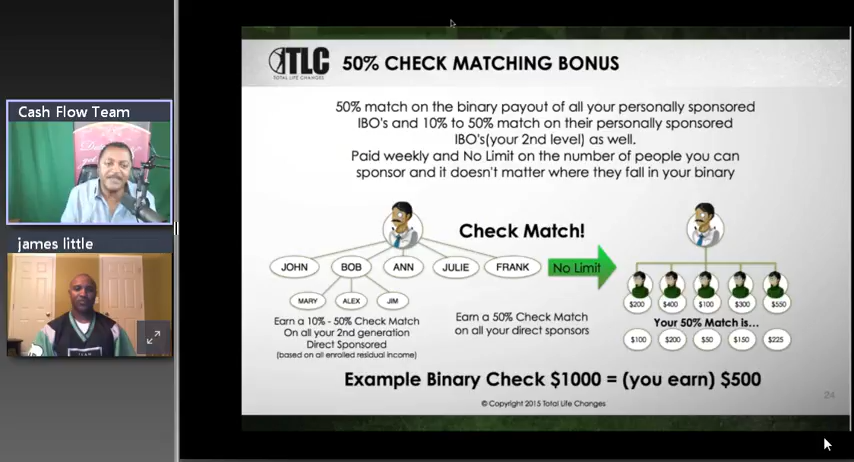 Cash Flow Team
james little
TLC
TOTAL LIFE CHANGES
50% CHECK MATCHING BONUS
50% match on the binary payout of all your personally sponsored
IBO's and 10% to 50% match on their personally sponsored
IBO's(your 2nd level) as well.
Paid weekly and No Limit on the number of people you can
sponsor and it doesn't matter where they fall in your binary
Check Match!
JOHN
BOB
ANN
JULIE
FRANK
No Limit
MARY
ALEX
JIM
$200
$400
$100
$300
$550
Earn a 10% - 50% Check Match
On all your 2nd generation
Direct Sponsored
(based on all enrolled residual income)
Earn a 50% Check Match
on all your direct sponsors
Your 50% Match is...
$100
$200
$50
$150
$225
Example Binary Check $1000 = (you earn) $500
24
© Copyright 2015 Total Life Changes